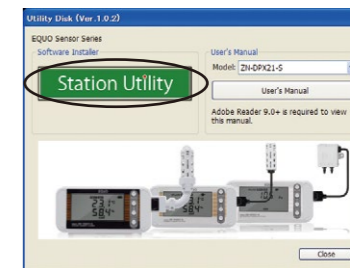 Utility Disk (Ver.1.0.2)
EQUO Sensor Series
Software Installer
Station Utility
User's Manual
Model: ZN-DPX21-S
User's Manual
Adobe Reader 9.0+ is required to view
this manual.
Close